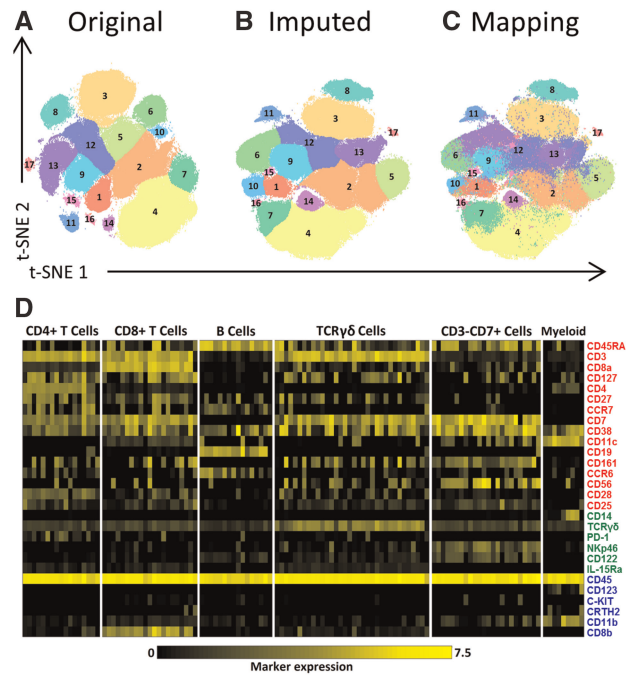 A Original
B Imputed
C Mapping
t-SNE 2
3
8
6
5
10
12
17
13
2
9
7
1
15
4
16
14
11
8
11
3
17
12
6
13
9
15
5
10
1
2
16
14
7
4
8
11
3
17
12
6
13
9
15
5
10
1
2
16
14
7
4
t-SNE 1
D
CD4+ T Cells CD8+ T Cells B Cells TCRγδ Cells CD3-CD7+ Cells Myeloid
CD45RA
CD3
CD8a
CD127
CD4
CD27
CCR7
CD7
CD38
CD11c
CD19
CD161
CCR6
CD56
CD28
CD25
CD14
TCRγδ
PD-1
NKp46
CD122
IL-15Ra
CD45
CD123
C-KIT
CRTH2
CD11b
CD8b
0 7.5
Marker expression